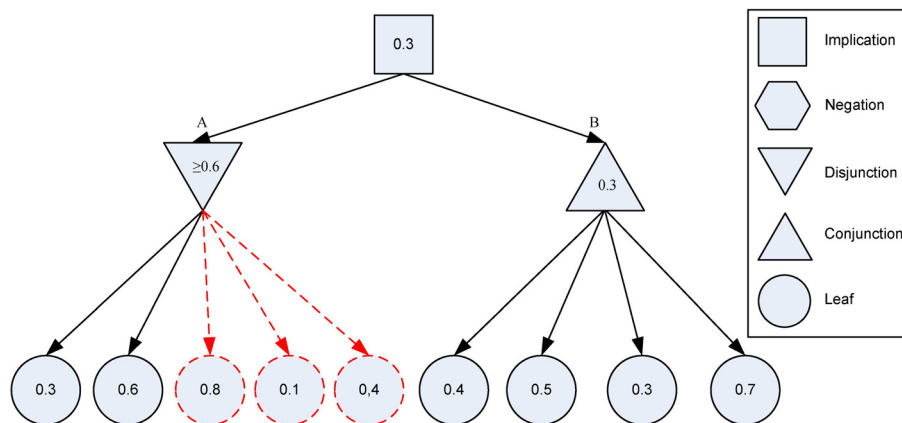 0.3
Implication
A
B
Negation
≥0.6
0.3
Disjunction
Conjunction
Leaf
0.3
0.6
0.8
0.1
0,4
0.4
0.5
0.3
0.7